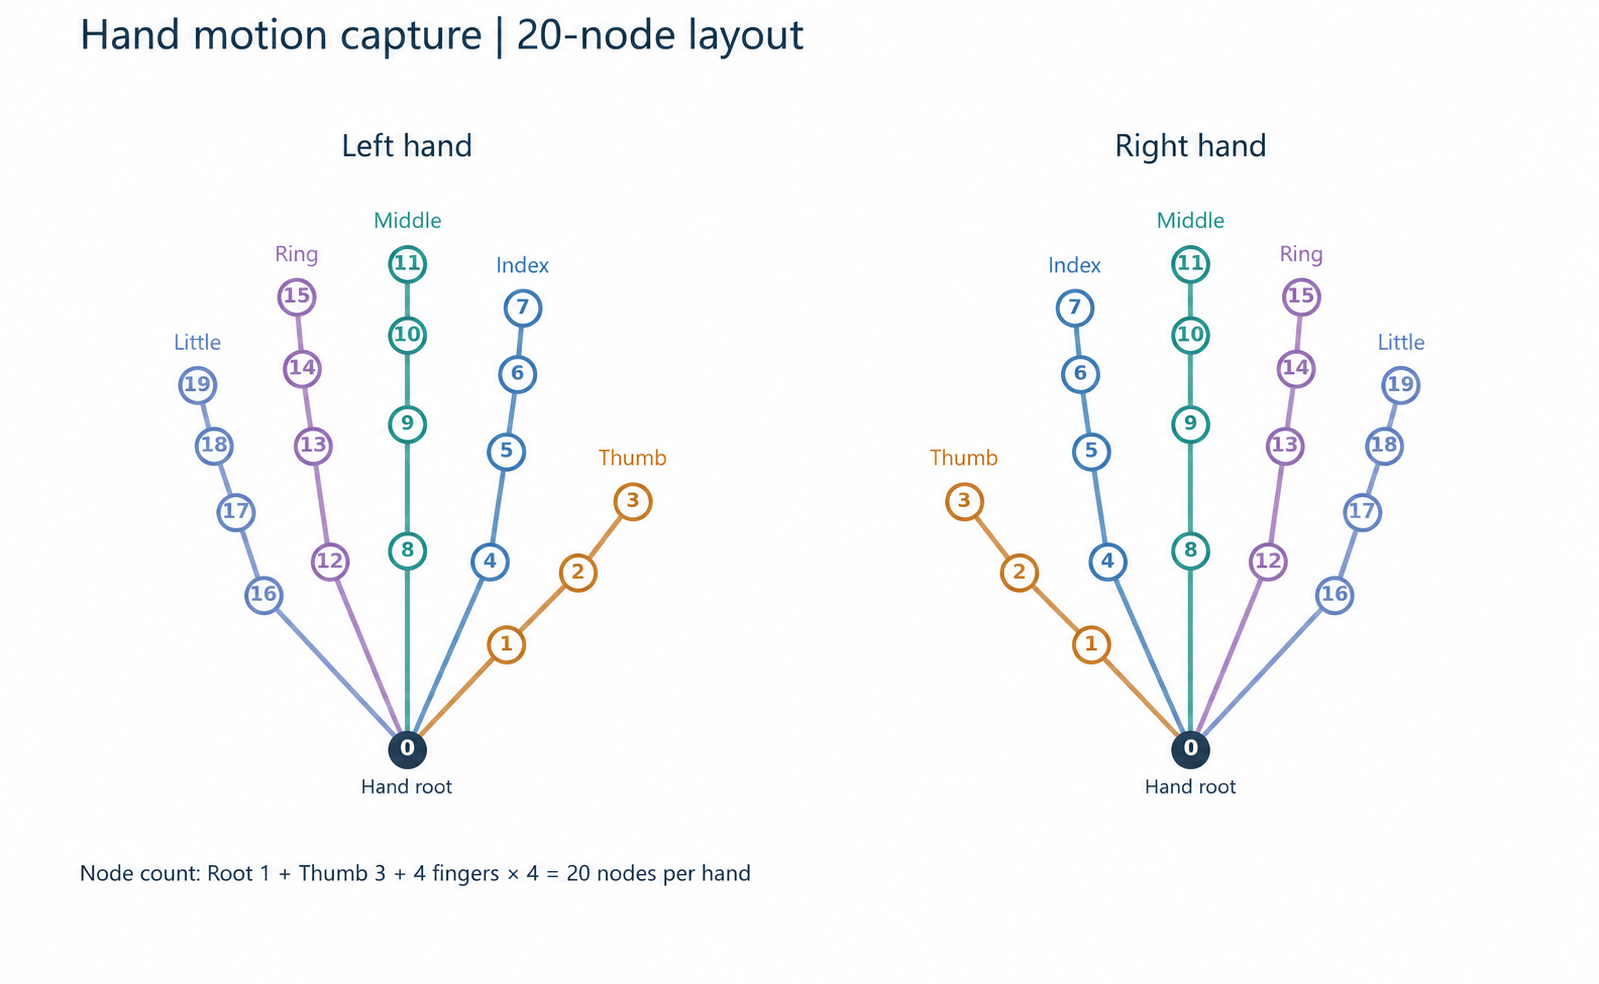 Hand motion capture | 20-node layout
Left hand
Right hand
Middle
Ring
Index
11
15
7
10
Little
14
6
19
9
18
13
5
Thumb
3
17
8
12
4
2
16
1
0
Hand root
Middle
Index
Ring
11
15
7
10
Little
6
14
19
9
5
13
18
Thumb
3
17
8
4
12
2
16
1
0
Hand root
Node count: Root 1 + Thumb 3 + 4 fingers × 4 = 20 nodes per hand